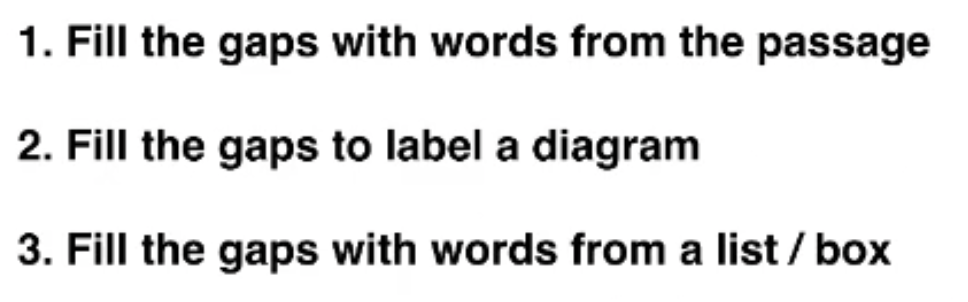 1. Fill the gaps with words from the passage
2. Fill the gaps to label a diagram
3. Fill the gaps with words from a list / box